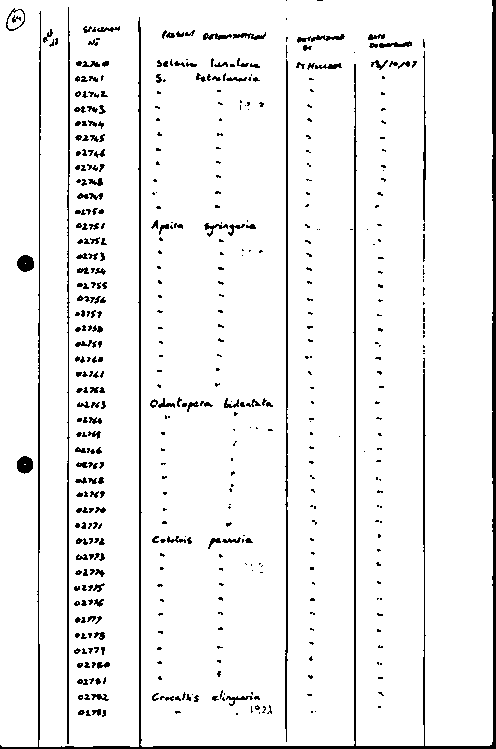 64
SPECIMEN Nº PRESENT DETERMINATION DETERMINED BY DATE DETERMINED
02740 Selenia lunularia 13/10/87
02741 S. tetralunaria " "
02742 " " " "
02743 " " " "
02744 " " " "
02745 " " " "
02746 " " " "
02747 " " " "
02748 " " " "
02749 " " " "
02750 " " " "
02751 Apeira syringaria " "
02752 " " " "
02753 " " " "
02754 " " " "
02755 " " " "
02756 " " " "
02757 " " " "
02758 " " " "
02759 " " " "
02760 " " " "
02761 " " " "
02762 " " " "
02763 Odontopera bidentata " "
02764 " " " "
02765 " " " "
02766 " " " "
02767 " " " "
02768 " " " "
02769 " " " "
02770 " " " "
02771 " " " "
02772 Colotois pennaria " "
02773 " " " "
02774 " " " "
02775 " " " "
02776 " " " "
02777 " " " "
02778 " " " "
02779 " " " "
02780 " " " "
02781 " " " "
02782 Crocallis elinguaria " "
02783 " " 1923 " "